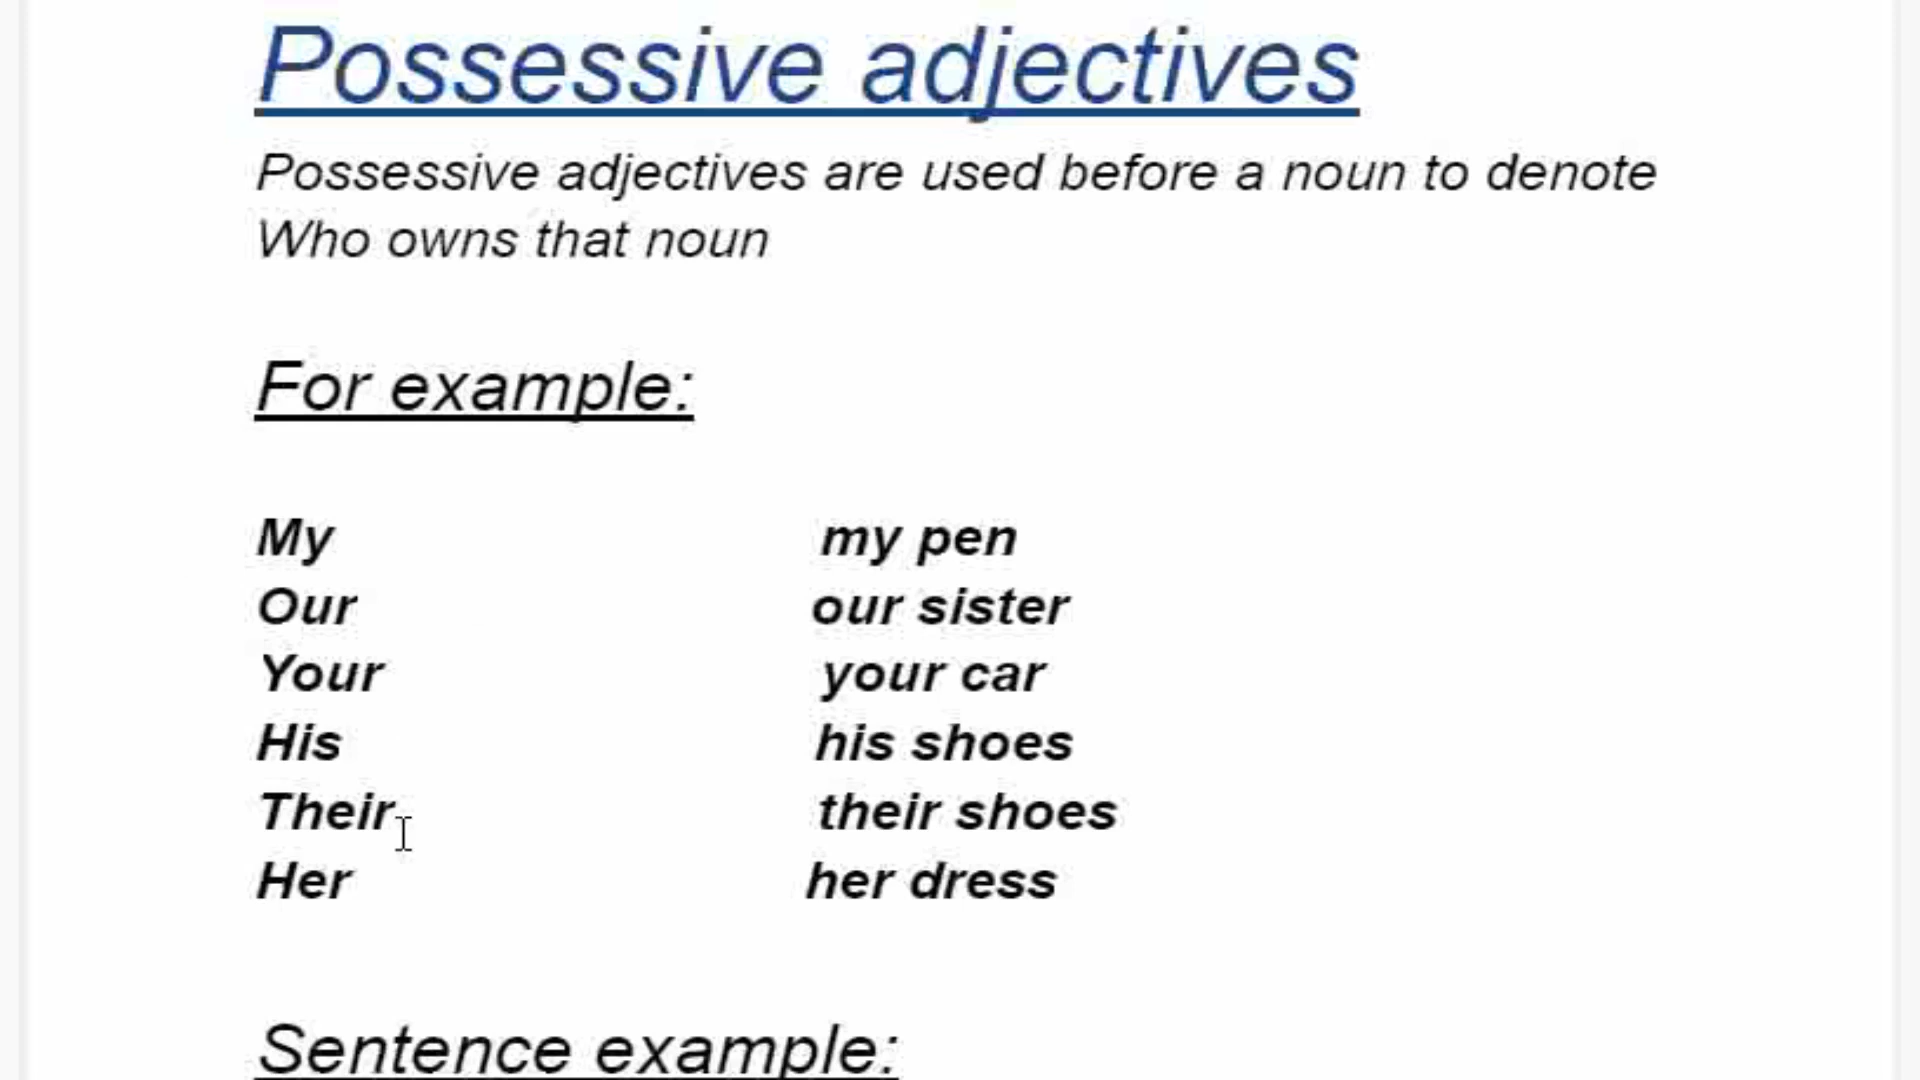 Possessive adjectives
Possessive adjectives are used before a noun to denote
Who owns that noun
For example:
My my pen
Our our sister
Your your car
His his shoes
Their their shoes
Her her dress
Sentence example: